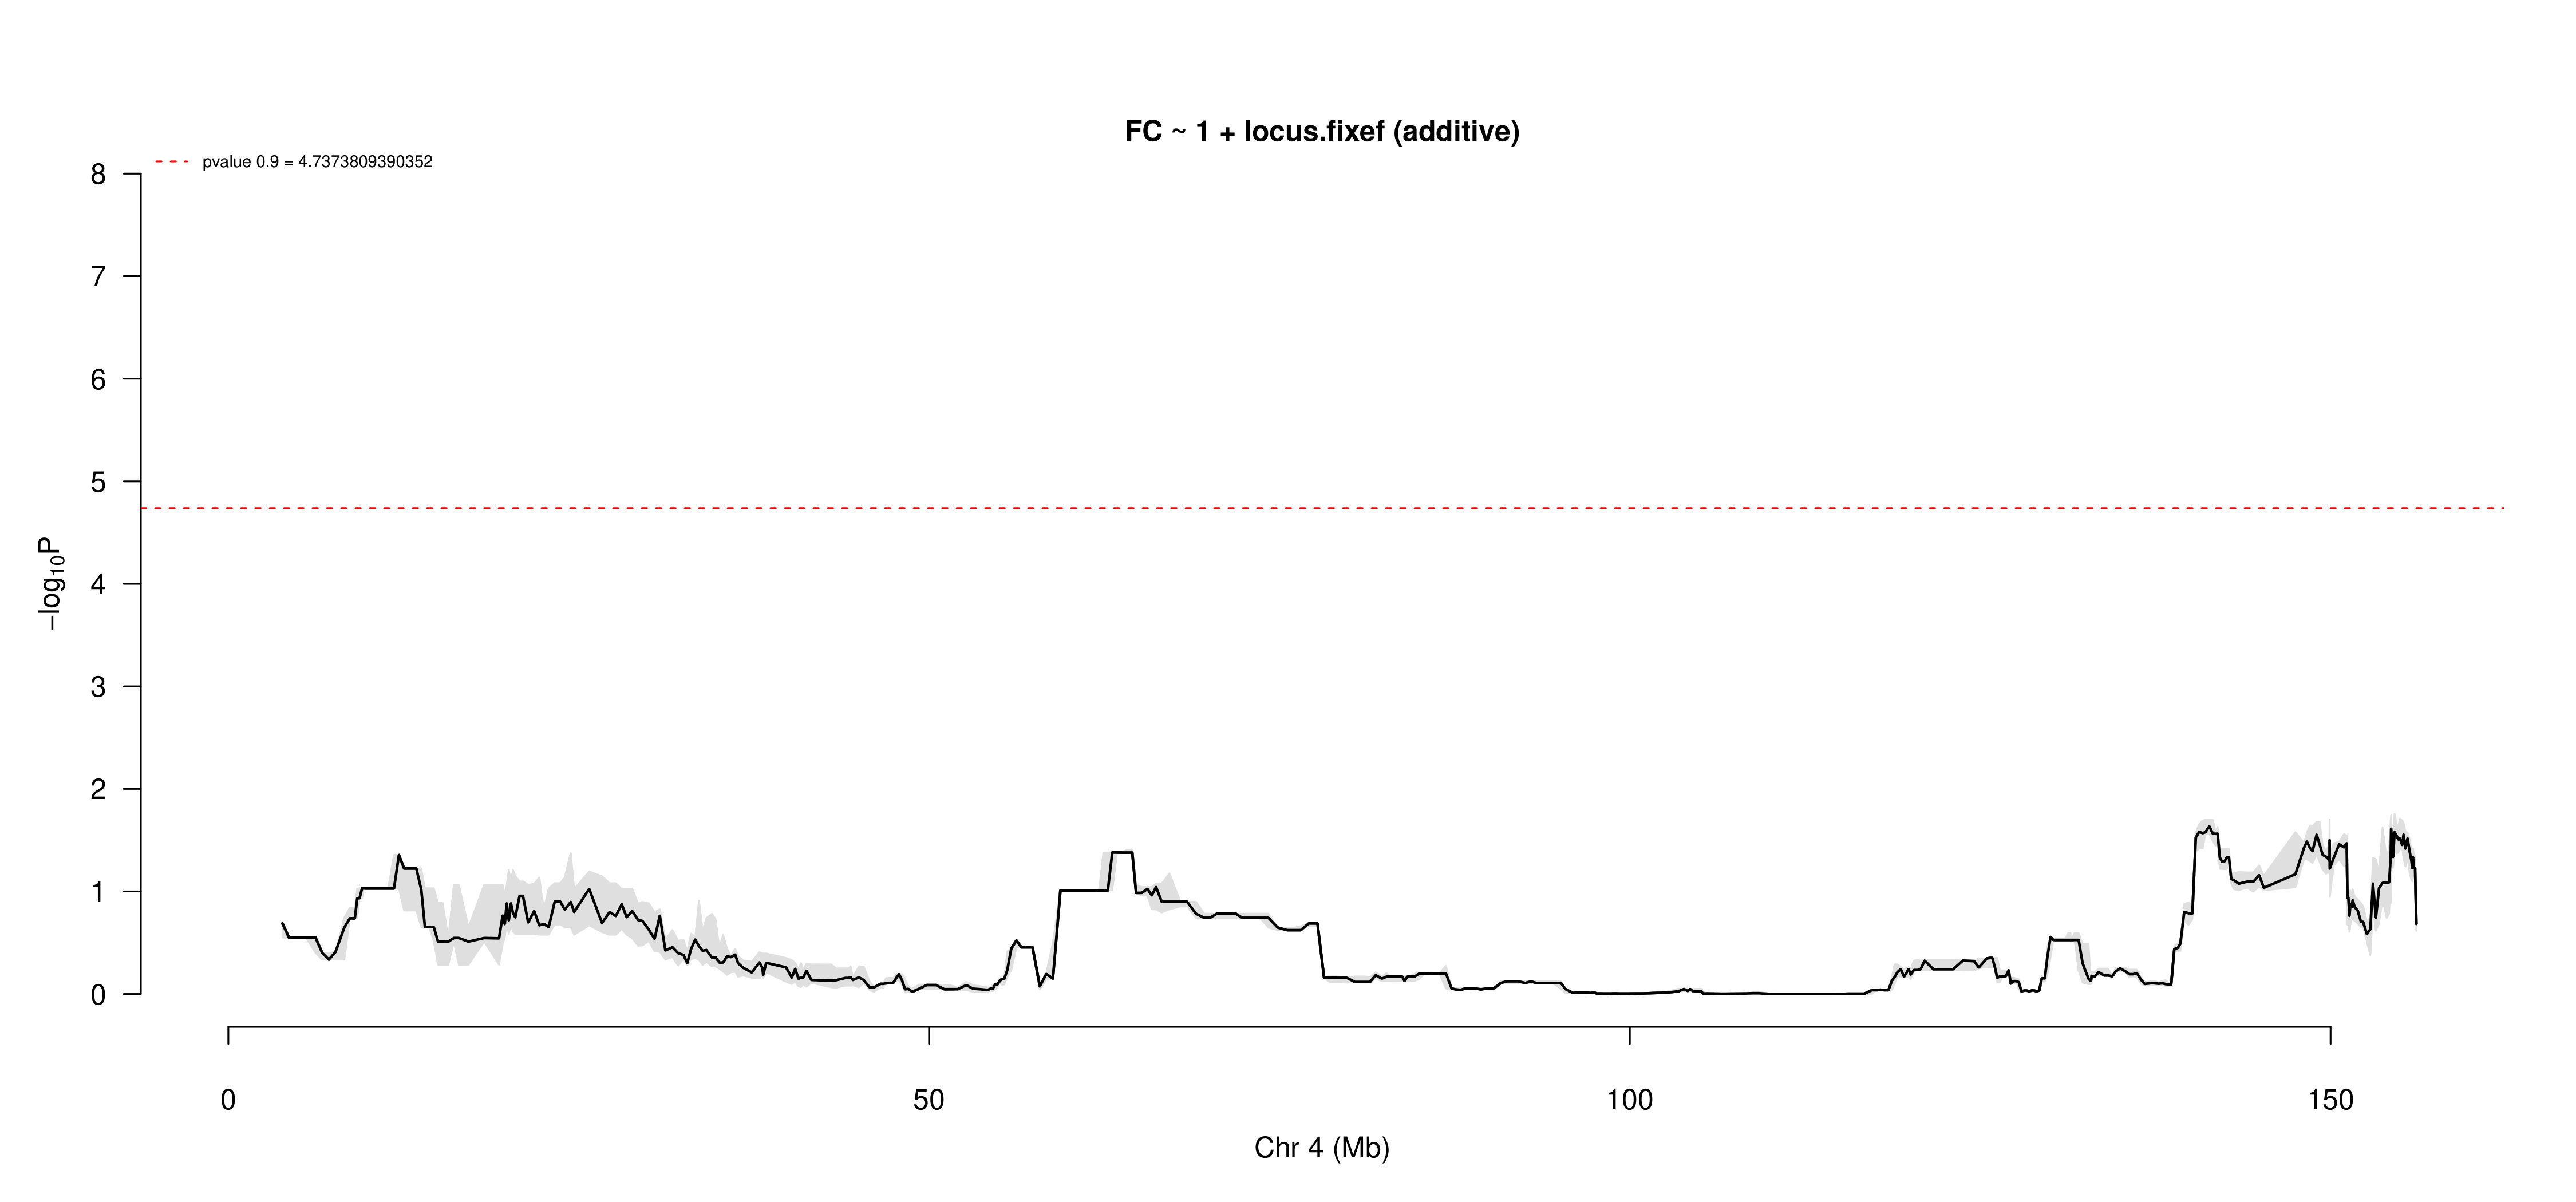 FC ~ 1 + locus.fixef (additive)
pvalue 0.9 = 4.7373809390352
8
7
6
5
4
3
2
1
0
−log10P
0 50 100 150
Chr 4 (Mb)